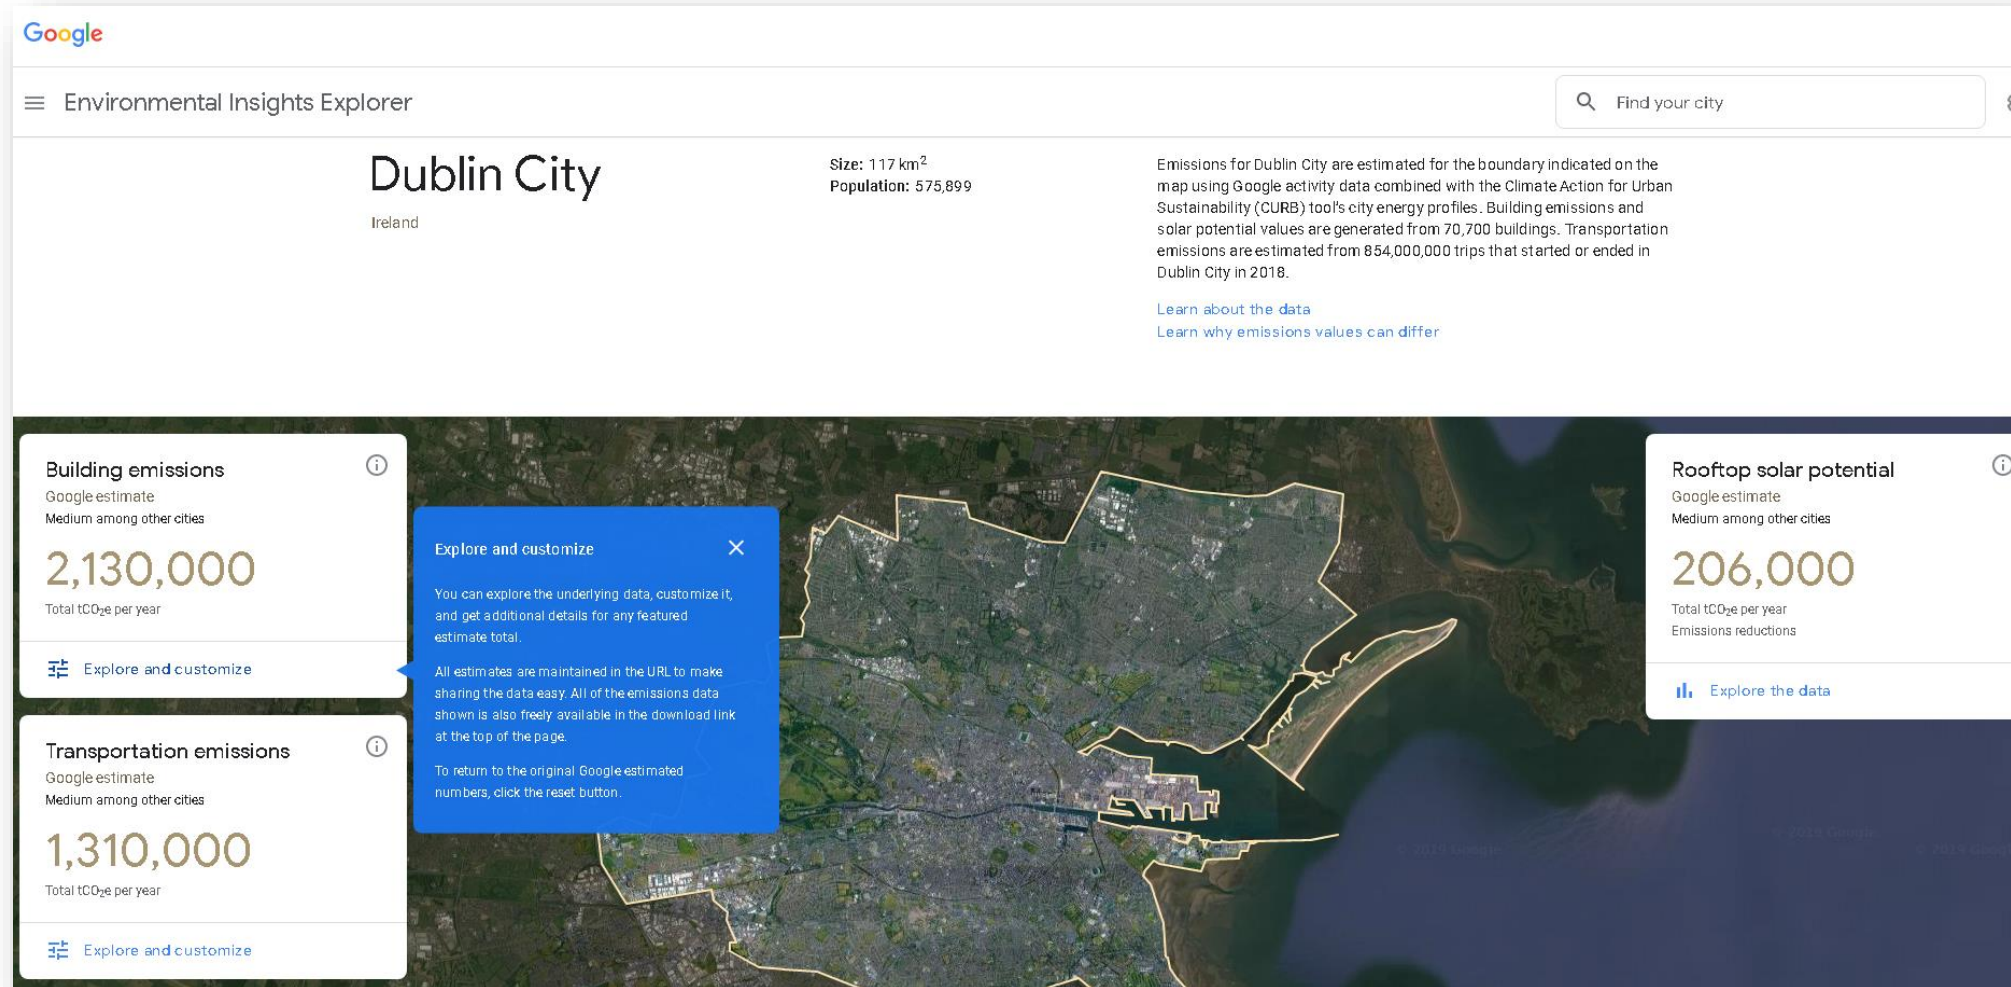 Google
Environmental Insights Explorer
Find your city
Dublin City
Ireland
Size: 117 km²
Population: 575,899
Emissions for Dublin City are estimated for the boundary indicated on the
map using Google activity data combined with the Climate Action for Urban
Sustainability (CURB) tool's city energy profiles. Building emissions and
solar potential values are generated from 70,700 buildings. Transportation
emissions are estimated from 854,000,000 trips that started or ended in
Dublin City in 2018.
Learn about the data
Learn why emissions values can differ
Building emissions
Google estimate
Medium among other cities
2,130,000
Total tCO₂e per year
Explore and customize
Explore and customize
You can explore the underlying data, customize it,
and get additional details for any featured
estimate total.
All estimates are maintained in the URL to make
sharing the data easy. All of the emissions data
shown is also freely available in the download link
at the top of the page.
To return to the original Google estimated
numbers, click the reset button.
Transportation emissions
Google estimate
Medium among other cities
1,310,000
Total tCO₂e per year
Explore and customize
Rooftop solar potential
Google estimate
Medium among other cities
206,000
Total tCO₂e per year
Emissions reductions
Explore the data
© 2019 Google
© 2019 Google